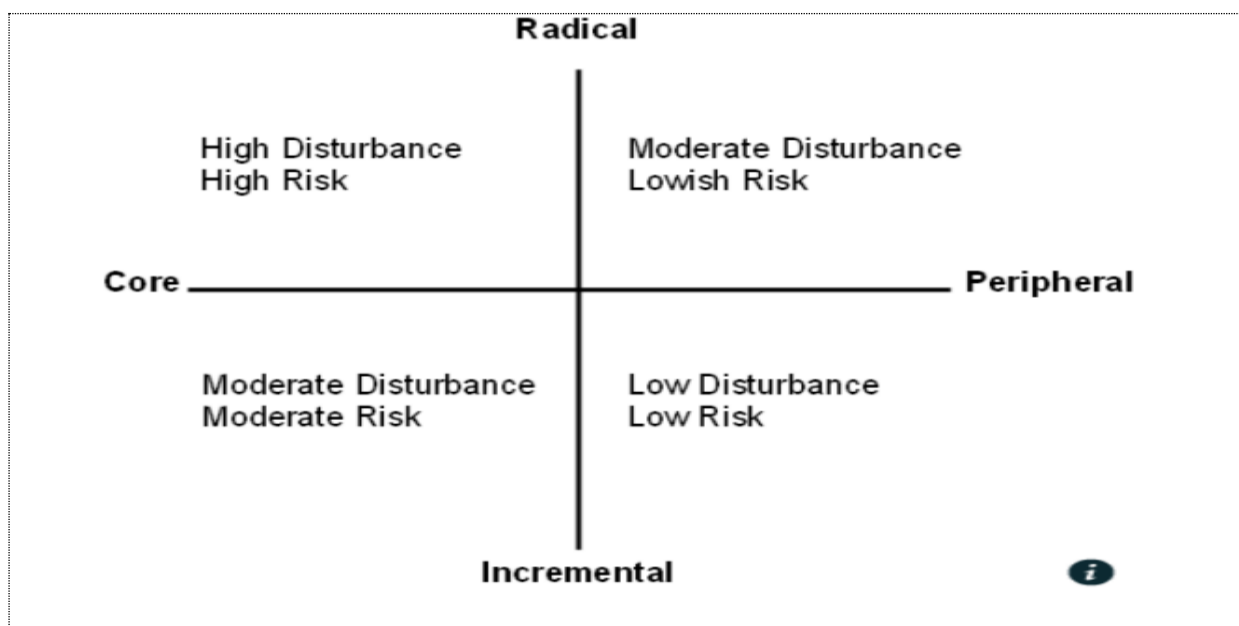 Radical
High Disturbance
High Risk
Moderate Disturbance
Lowish Risk
Core
Peripheral
Moderate Disturbance
Moderate Risk
Low Disturbance
Low Risk
Incremental
i